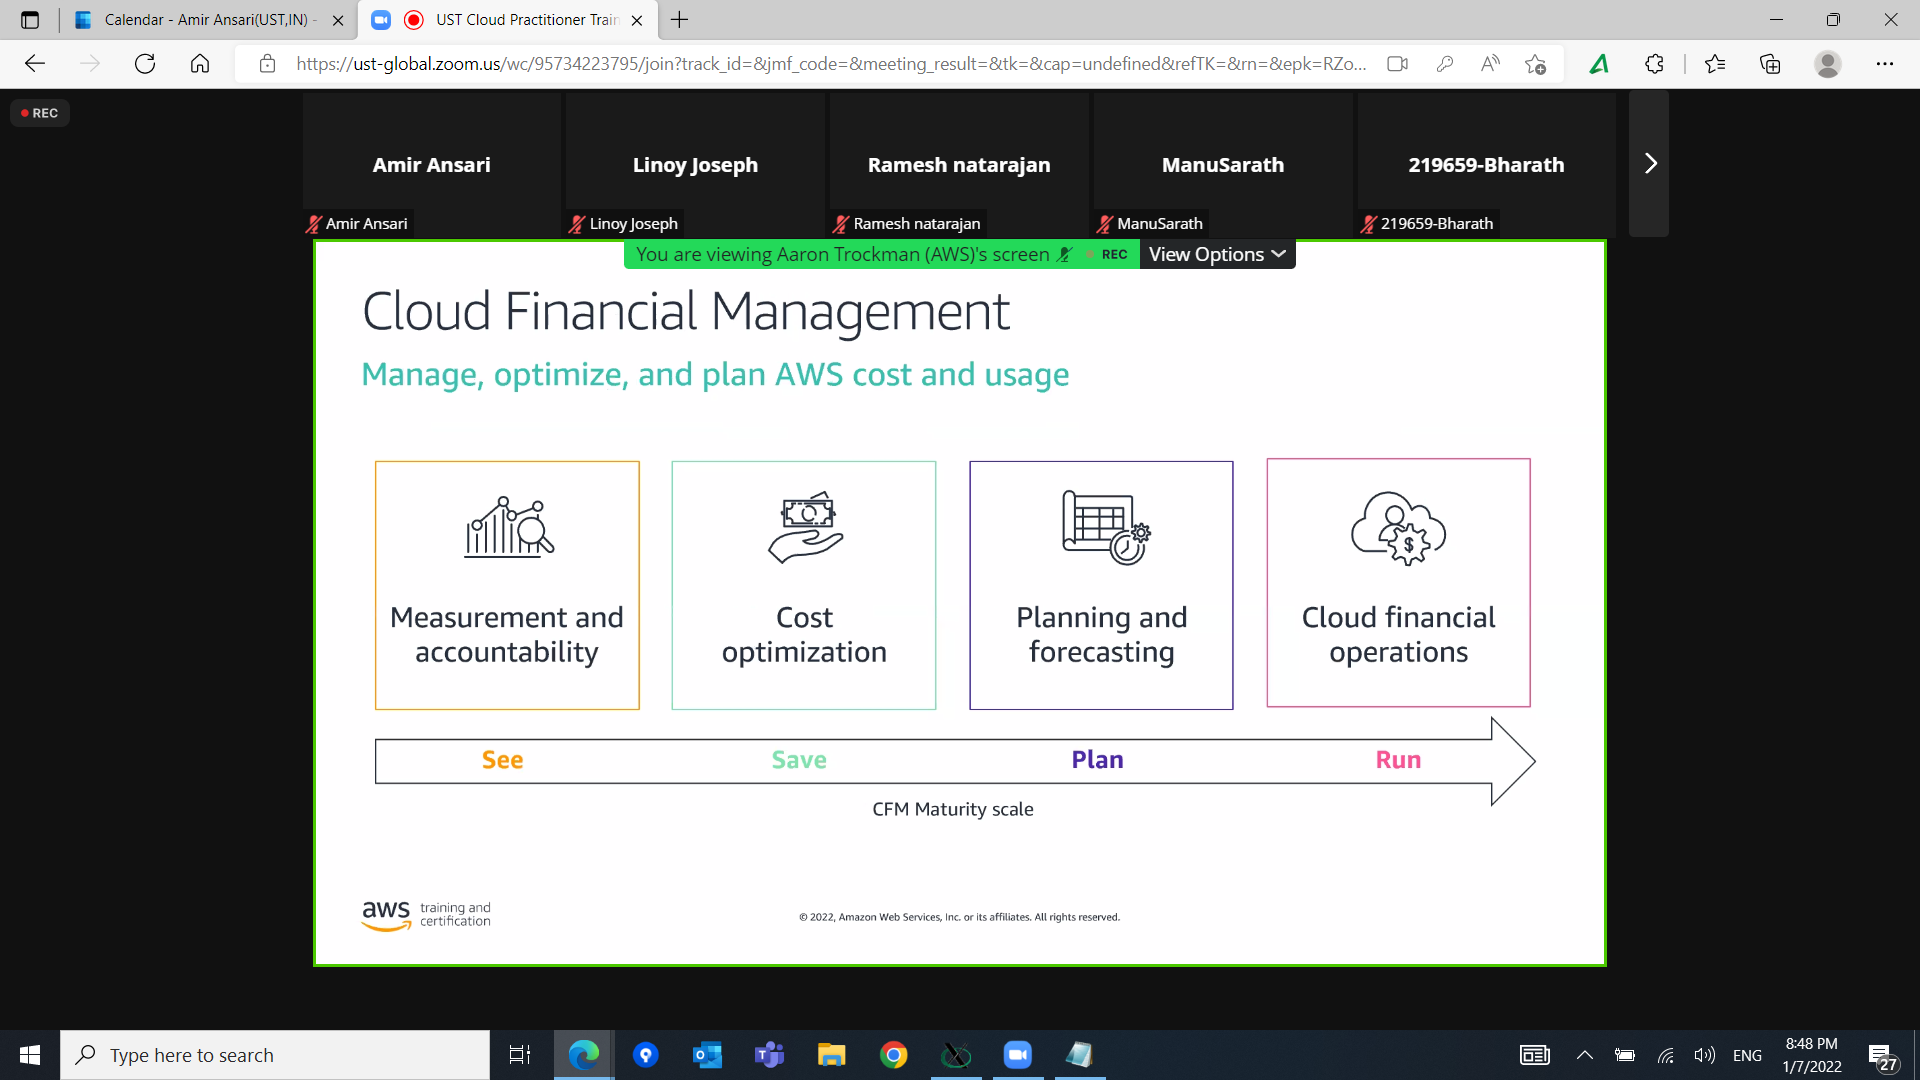 Calendar - Amir Ansari(UST,IN) -
UST Cloud Practitioner Train
https://ust-global.zoom.us/wc/95734223795/join?track_id=&jmf_code=&meeting_result=&tk=&cap=undefined&refTK=&rn=&epk=RZo...
REC
Amir Ansari
Linoy Joseph
Ramesh natarajan
ManuSarath
219659-Bharath
Amir Ansari
Linoy Joseph
Ramesh natarajan
ManuSarath
219659-Bharath
You are viewing Aaron Trockman (AWS)'s screen
REC
View Options
Cloud Financial Management
Manage, optimize, and plan AWS cost and usage
Measurement and
accountability
Cost
optimization
Planning and
forecasting
Cloud financial
operations
See
Save
Plan
Run
CFM Maturity scale
aws training and
certification
© 2022, Amazon Web Services, Inc. or its affiliates. All rights reserved.
Type here to search
ENG
8:48 PM
1/7/2022
27